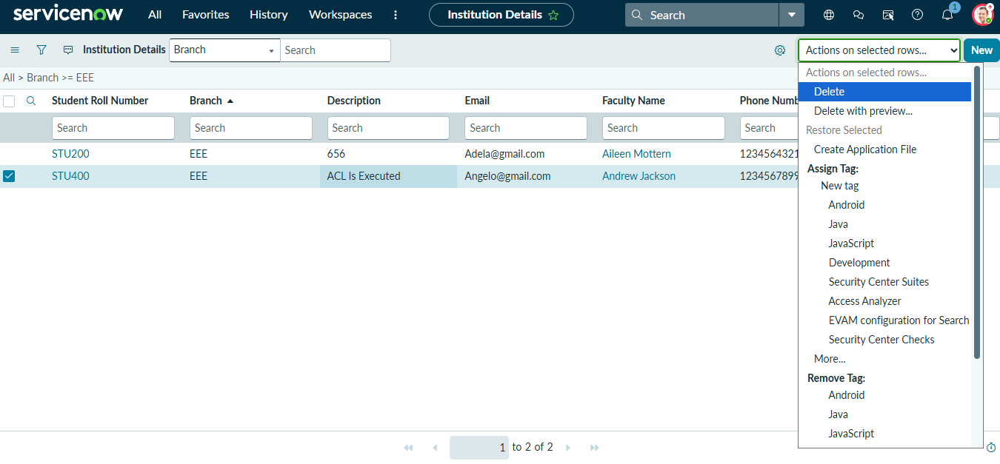 servicenow All Favorites History Workspaces Institution Details Search 1
Institution Details Branch Search Actions on selected rows... New
All > Branch >= EEE
Student Roll Number Branch Description Email Faculty Name Phone Numb
Search Search Search Search Search Search
STU200 EEE 656 Adela@gmail.com Aileen Mottern 1234564321
STU400 EEE ACL Is Executed Angelo@gmail.com Andrew Jackson 1234567899
Actions on selected rows...
Delete
Delete with preview...
Restore Selected
Create Application File
Assign Tag:
New tag
Android
Java
JavaScript
Development
Security Center Suites
Access Analyzer
EVAM configuration for Search
Security Center Checks
More...
Remove Tag:
Android
Java
JavaScript
1 to 2 of 2